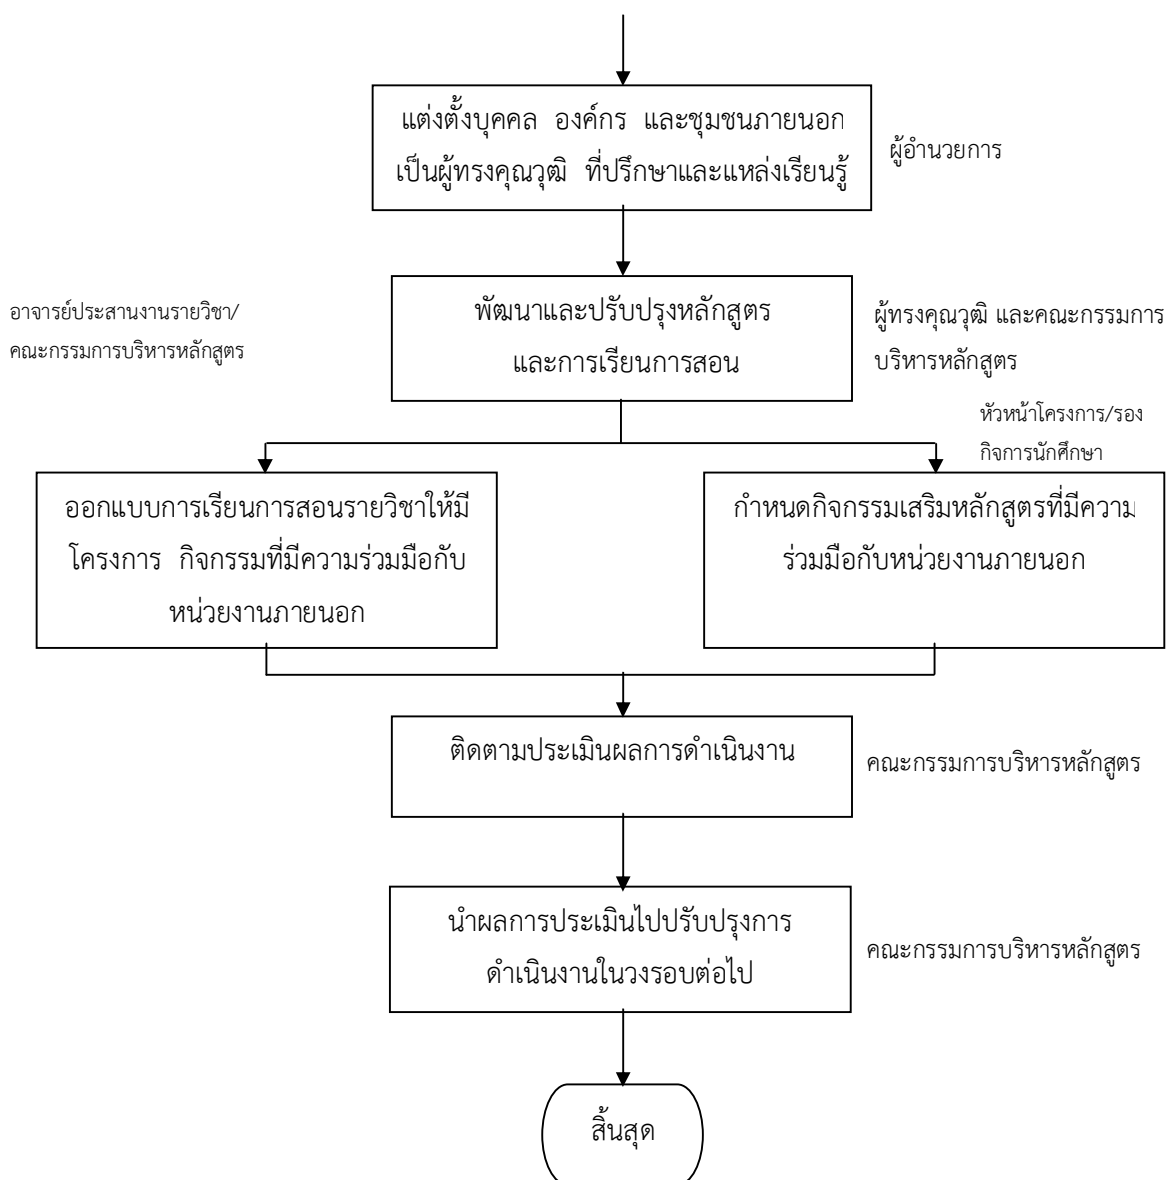 แต่งตั้งบุคคล องค์กร และชุมชนภายนอก
เป็นผู้ทรงคุณวุฒิ ที่ปรึกษาและแหล่งเรียนรู้
ผู้อำนวยการ
อาจารย์ประสานงานรายวิชา/
คณะกรรมการบริหารหลักสูตร
พัฒนาและปรับปรุงหลักสูตร
และการเรียนการสอน
ผู้ทรงคุณวุฒิ และคณะกรรมการ
บริหารหลักสูตร
หัวหน้าโครงการ/รอง
กิจการนักศึกษา
ออกแบบการเรียนการสอนรายวิชาให้มี
โครงการ กิจกรรมที่มีความร่วมมือกับ
หน่วยงานภายนอก
กำหนดกิจกรรมเสริมหลักสูตรที่มีความ
ร่วมมือกับหน่วยงานภายนอก
ติดตามประเมินผลการดำเนินงาน
คณะกรรมการบริหารหลักสูตร
นำผลการประเมินไปปรับปรุงการ
ดำเนินงานในวงรอบต่อไป
คณะกรรมการบริหารหลักสูตร
สิ้นสุด